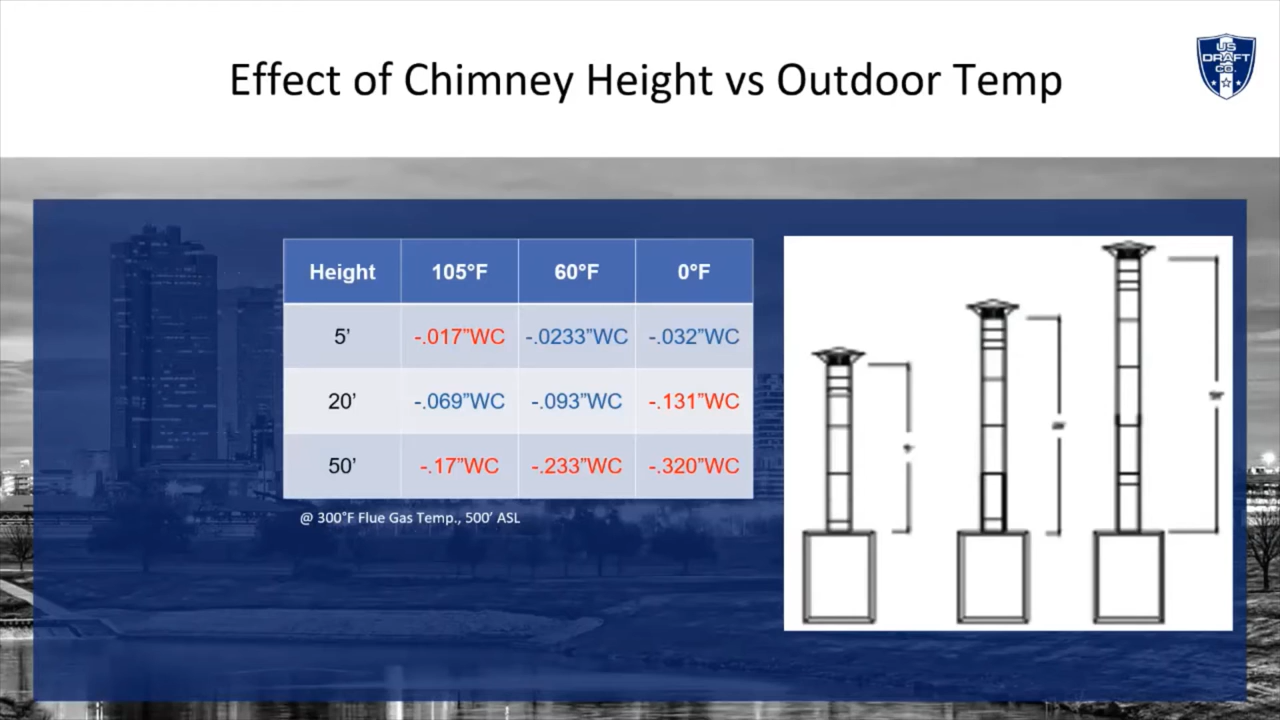 Effect of Chimney Height vs Outdoor Temp
US
DRAFT
CO.
Height 105°F 60°F 0°F
5’ -.017”WC -.0233”WC -.032”WC
20’ -.069”WC -.093”WC -.131”WC
50’ -.17”WC -.233”WC -.320”WC
@ 300°F Flue Gas Temp., 500’ ASL